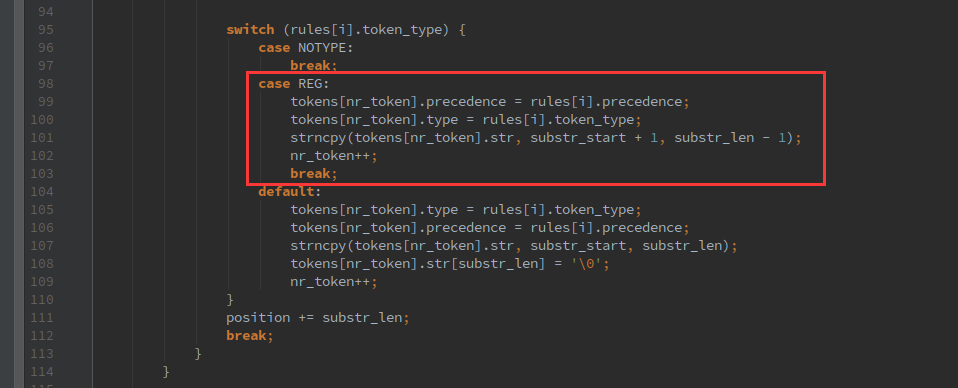 94
95 switch (rules[i].token_type) {
96 case NOTYPE:
97 break;
98 case REG:
99 tokens[nr_token].precedence = rules[i].precedence;
100 tokens[nr_token].type = rules[i].token_type;
101 strncpy(tokens[nr_token].str, substr_start + 1, substr_len - 1);
102 nr_token++;
103 break;
104 default:
105 tokens[nr_token].type = rules[i].token_type;
106 tokens[nr_token].precedence = rules[i].precedence;
107 strncpy(tokens[nr_token].str, substr_start, substr_len);
108 tokens[nr_token].str[substr_len] = '\0';
109 nr_token++;
110 }
111 position += substr_len;
112 break;
113 }
114 }